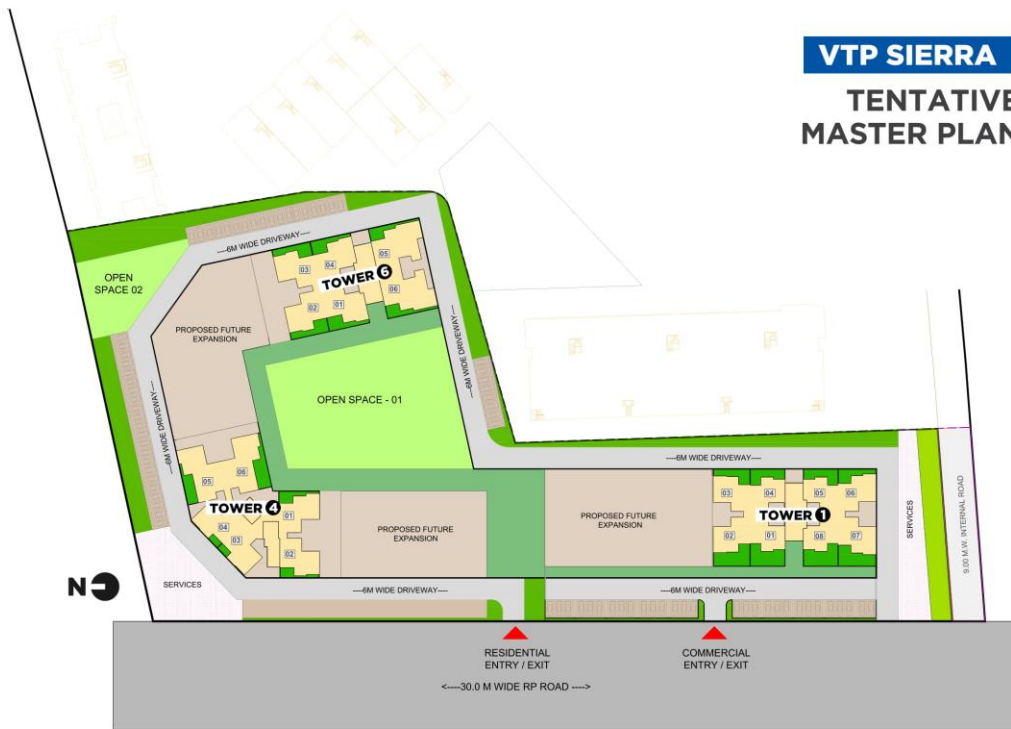 VTP SIERRA
TENTATIVE
MASTER PLAN
----6M WIDE DRIVEWAY----
OPEN
SPACE 02
03
04
05
TOWER 6
02
01
06
PROPOSED FUTURE
EXPANSION
----6M WIDE DRIVEWAY----
----6M WIDE DRIVEWAY----
OPEN SPACE - 01
----6M WIDE DRIVEWAY----
05
06
TOWER 4
01
04
03
02
PROPOSED FUTURE
EXPANSION
PROPOSED FUTURE
EXPANSION
03
04
05
06
TOWER 1
02
01
08
07
SERVICES
9.00 M.W. INTERNAL ROAD
N
SERVICES
----6M WIDE DRIVEWAY----
----6M WIDE DRIVEWAY----
RESIDENTIAL
ENTRY / EXIT
COMMERCIAL
ENTRY / EXIT
<----30.0 M WIDE RP ROAD ---->